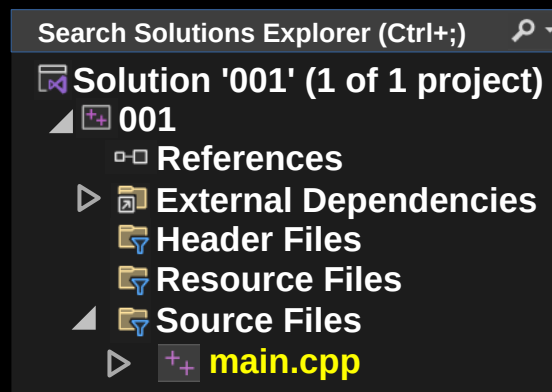 Search Solutions Explorer (Ctrl+;)
Solution '001' (1 of 1 project)
001
References
External Dependencies
Header Files
Resource Files
Source Files
main.cpp